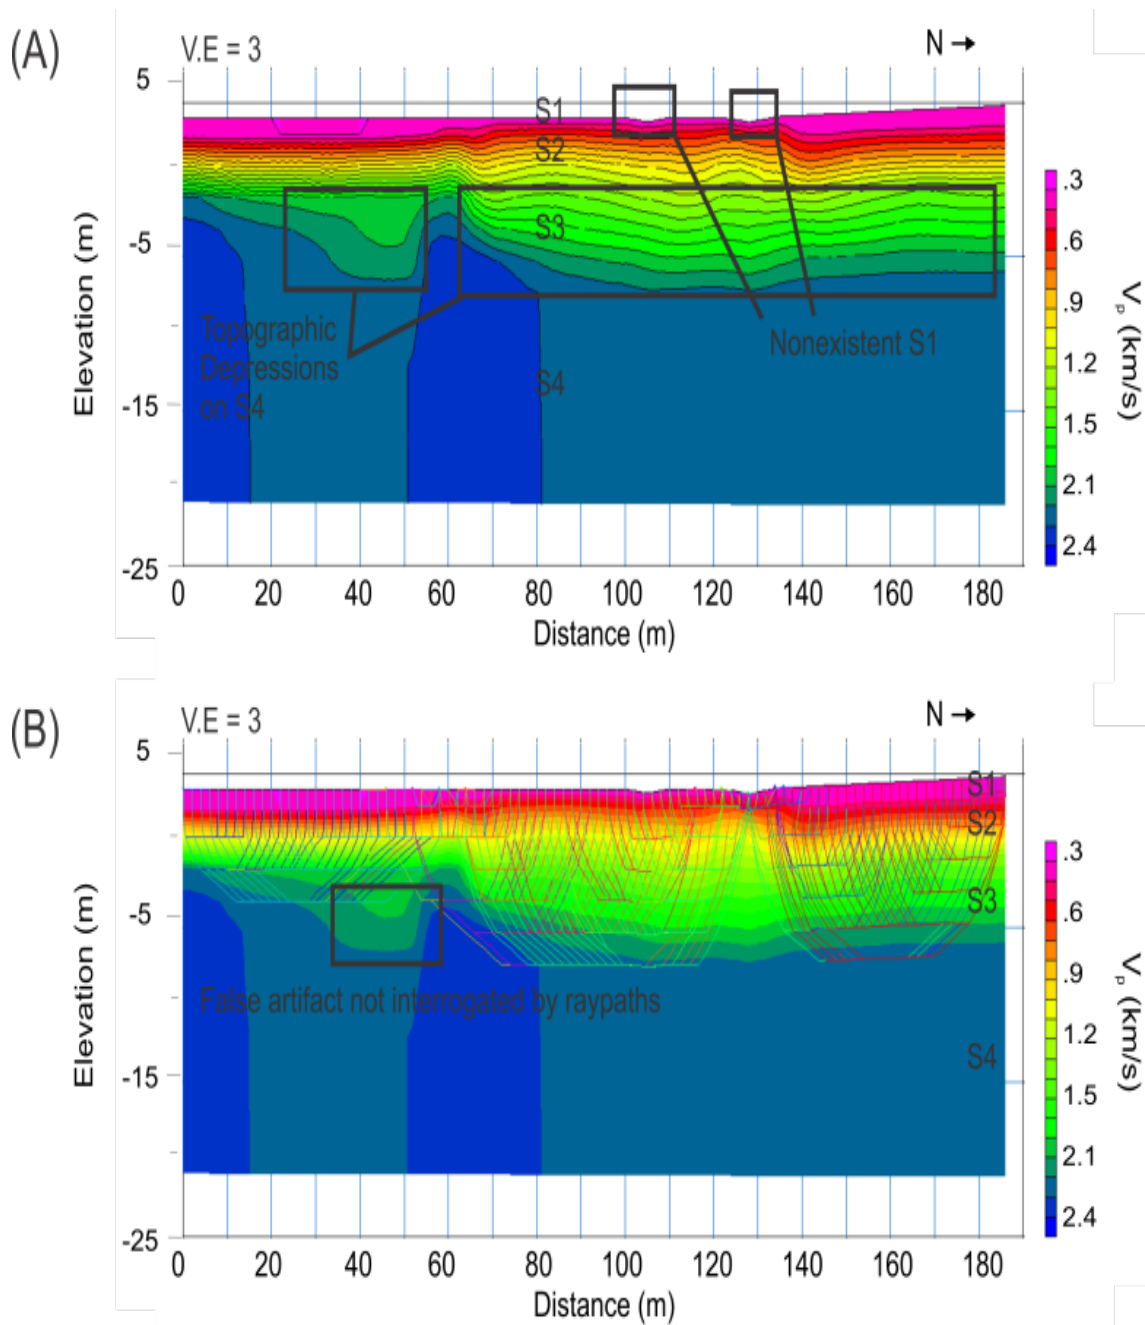 (A)
V.E = 3
N →
5
S1
S2
.3
S3
-5
.6
Elevation (m)
V p (km/s)
.9
Topographic
Nonexistent S1
Depressions
1.2
S4
on S4
-15
1.5
2.1
2.4
-25
0 20 40 60 80 100 120 140 160 180
Distance (m)
(B)
V.E = 3
N →
5
S1
S2
.3
S3
-5
.6
Elevation (m)
V p (km/s)
.9
False artifact not interrogated by raypaths
1.2
S4
-15
1.5
2.1
2.4
-25
0 20 40 60 80 100 120 140 160 180
Distance (m)